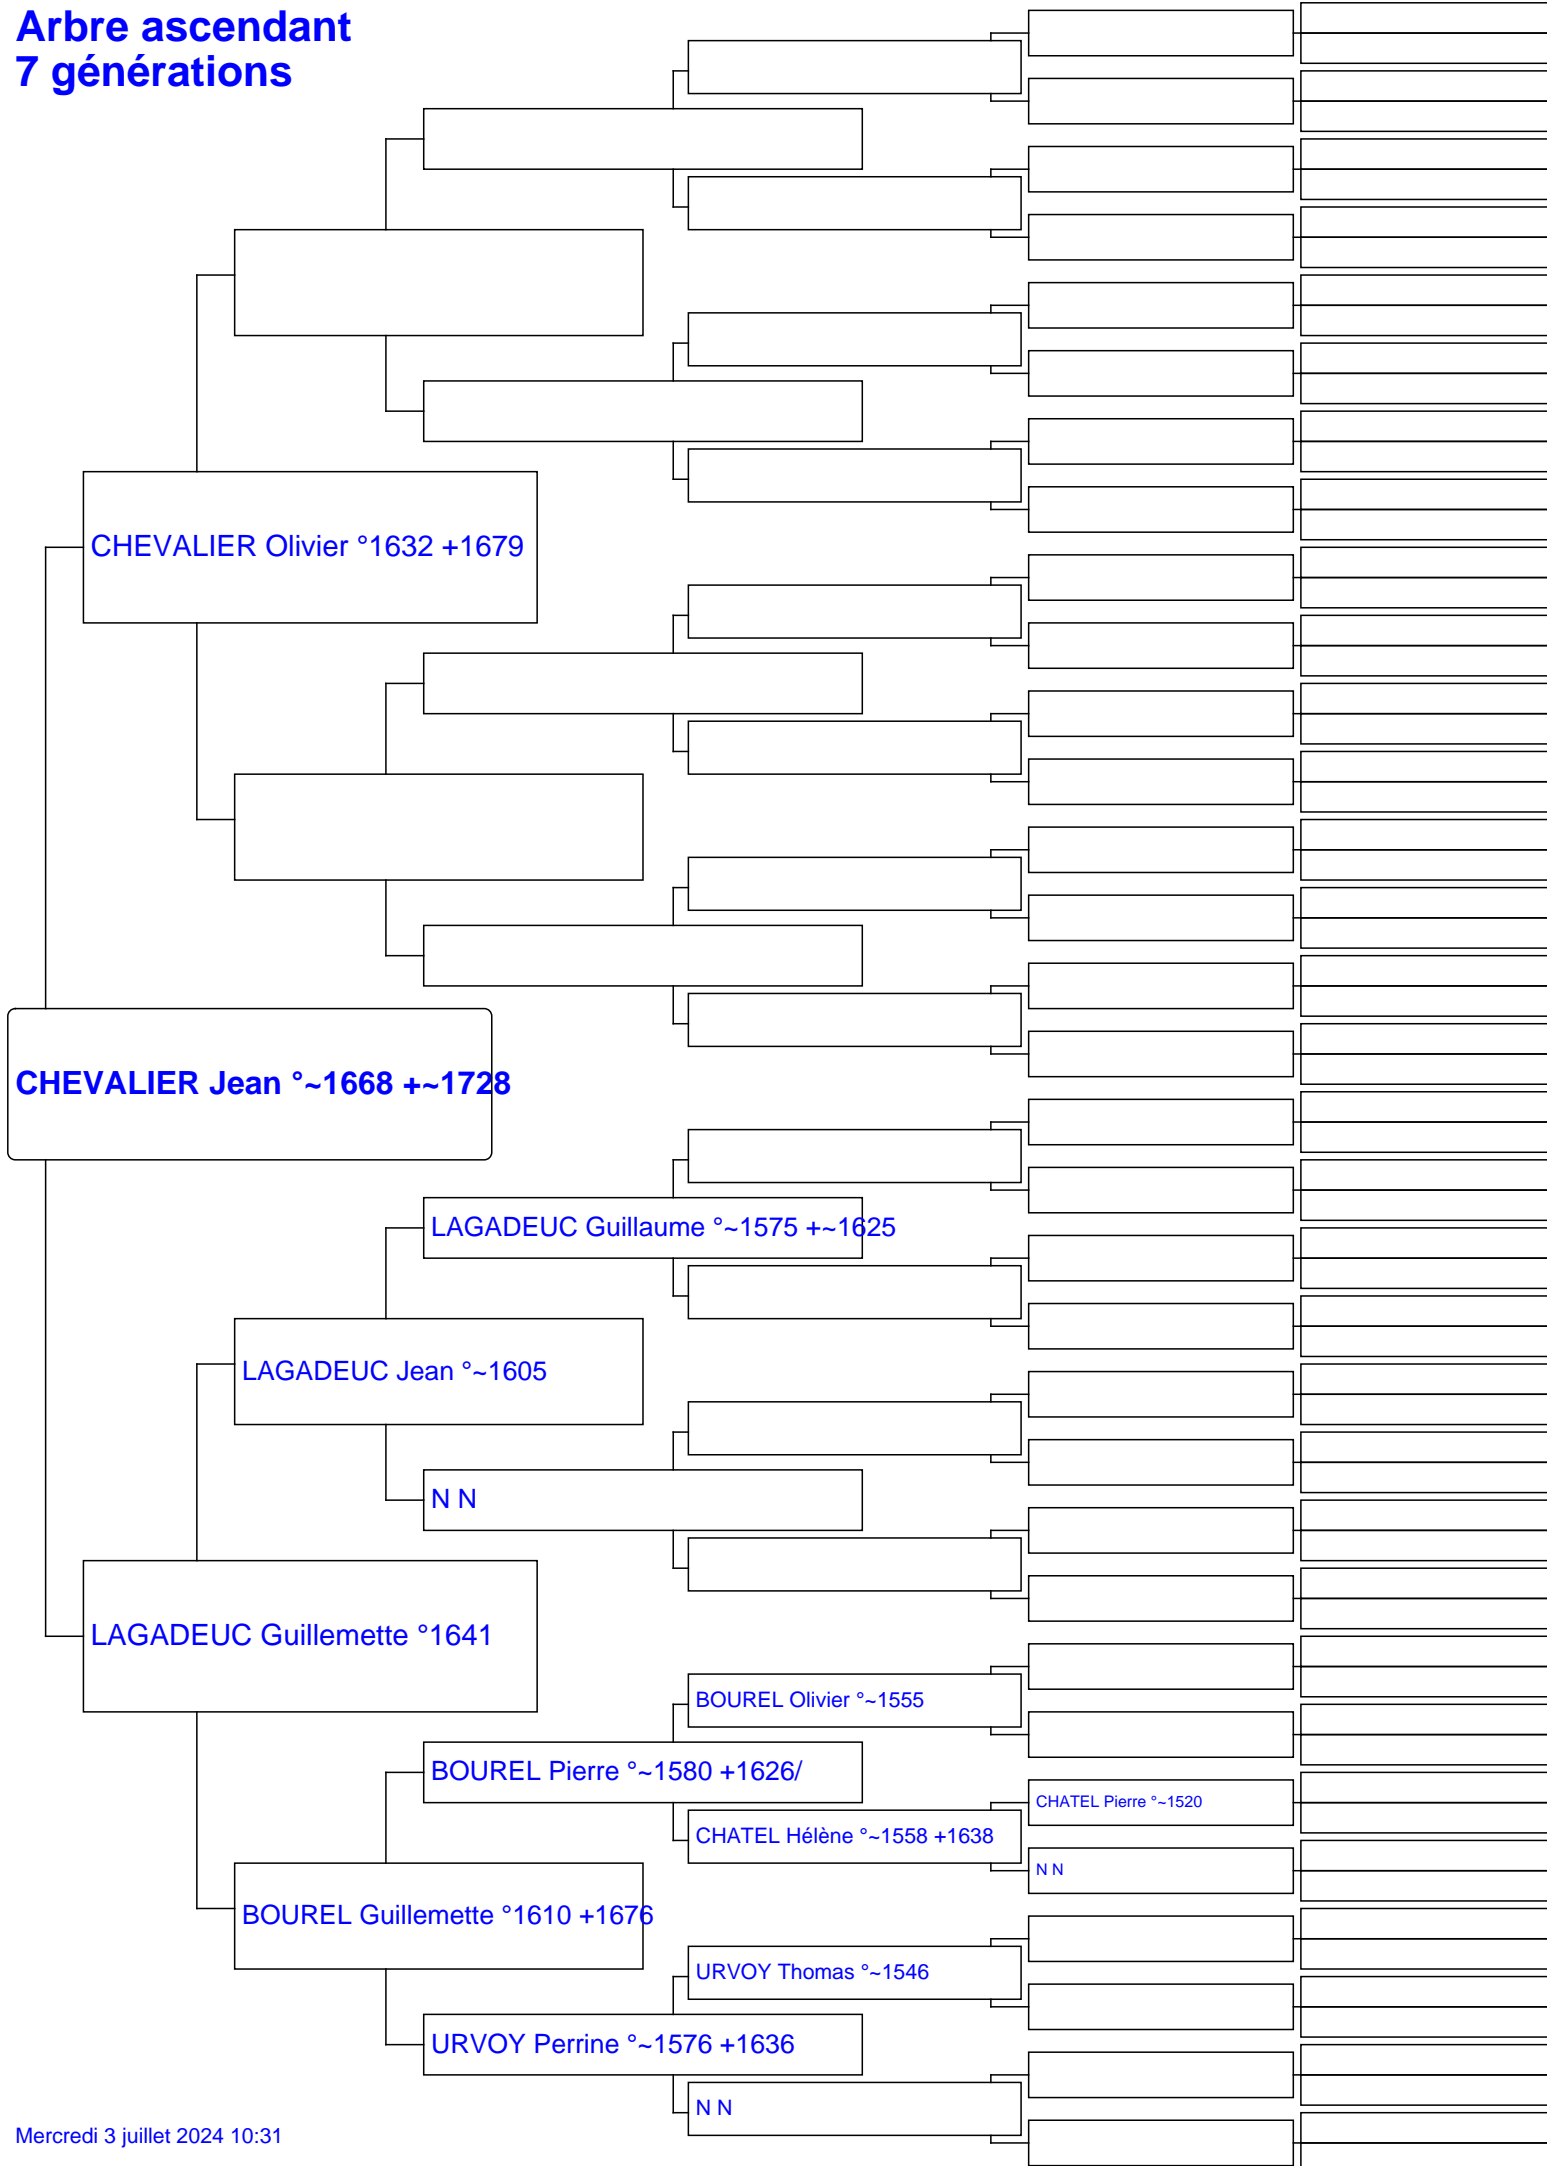 Arbre ascendant
7 générations
CHEVALIER Olivier °1632 +1679
CHEVALIER Jean °~1668 +~1728
LAGADEUC Guillaume °~1575 +~1625
LAGADEUC Jean °~1605
N N
LAGADEUC Guillemette °1641
BOUREL Olivier °~1555
BOUREL Pierre °~1580 +1626/
CHATEL Pierre °~1520
CHATEL Hélène °~1558 +1638
N N
BOUREL Guillemette °1610 +1676
URVOY Thomas °~1546
URVOY Perrine °~1576 +1636
N N
Mercredi 3 juillet 2024 10:31